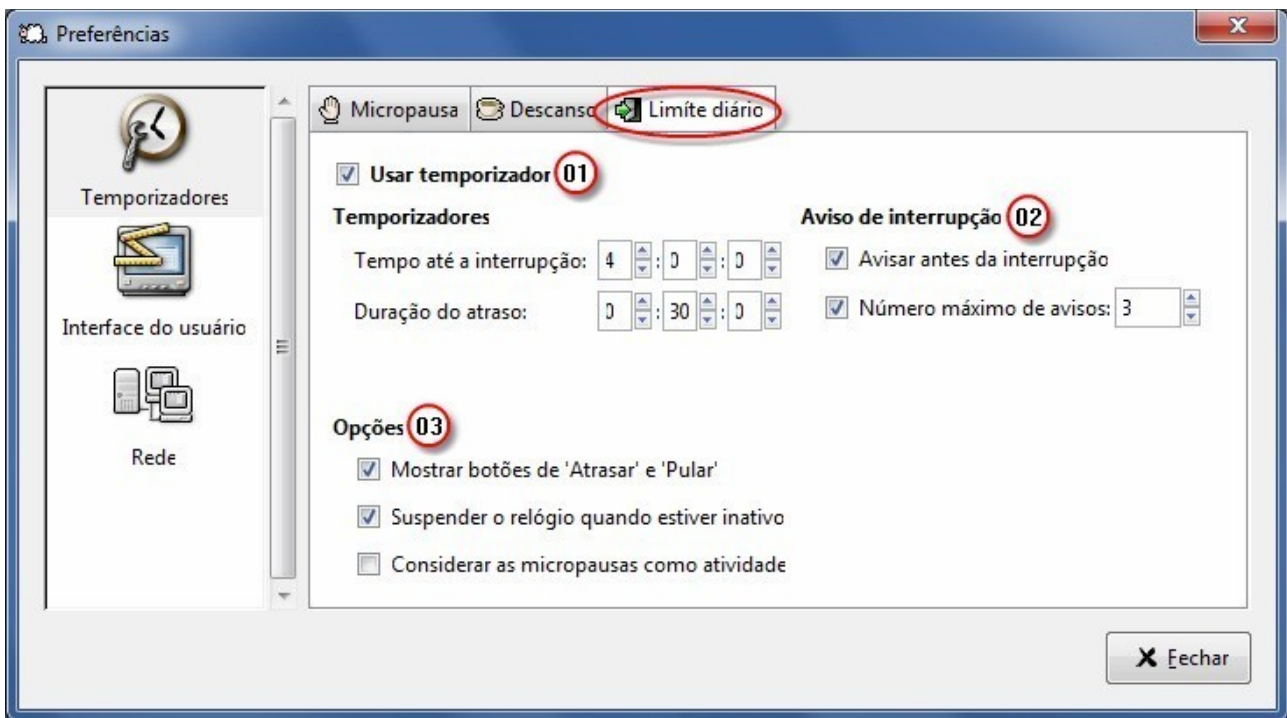 Preferências
Micropausa Descanso Limíte diário
Temporizadores
Interface do usuário
Rede
Usar temporizador 01
Temporizadores
Tempo até a interrupção: 4 : 0 : 0
Duração do atraso: 0 : 30 : 0
Aviso de interrupção 02
Avisar antes da interrupção
Número máximo de avisos: 3
Opções 03
Mostrar botões de 'Atrasar' e 'Pular'
Suspender o relógio quando estiver inativo
Considerar as micropausas como atividade
Fechar